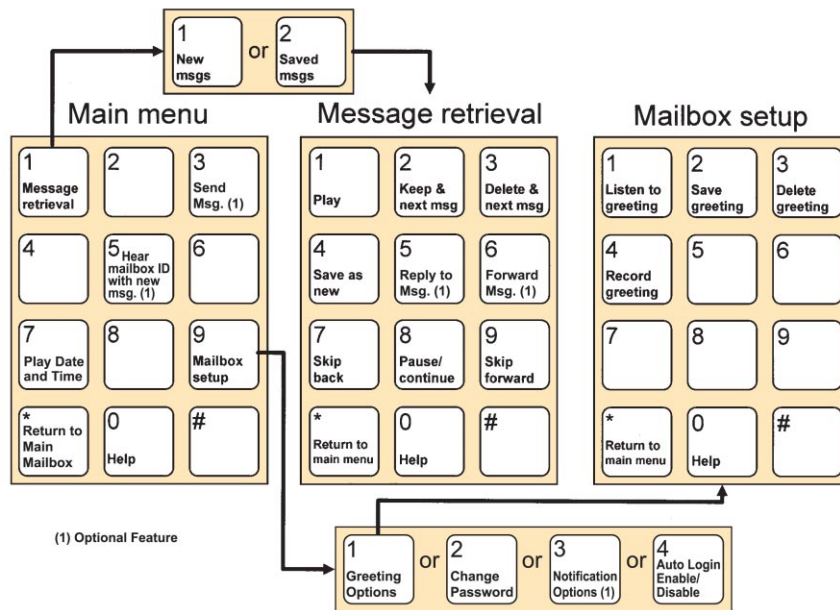 1
New
msgs
or
2
Saved
msgs
Main menu
1
Message
retrieval
2
3
Send
Msg. (1)
4
5 Hear
mailbox ID
with new
msg. (1)
6
7
Play Date
and Time
8
9
Mailbox
setup
*
Return to
Main
Mailbox
0
Help
#
Message retrieval
1
Play
2
Keep &
next msg
3
Delete &
next msg
4
Save as
new
5
Reply to
Msg. (1)
6
Forward
Msg. (1)
7
Skip
back
8
Pause/
continue
9
Skip
forward
*
Return to
main menu
0
Help
#
Mailbox setup
1
Listen to
greeting
2
Save
greeting
3
Delete
greeting
4
Record
greeting
5
6
7
8
9
*
Return to
main menu
0
Help
#
(1) Optional Feature
1
Greeting
Options
or
2
Change
Password
or
3
Notification
Options (1)
or
4
Auto Login
Enable/
Disable